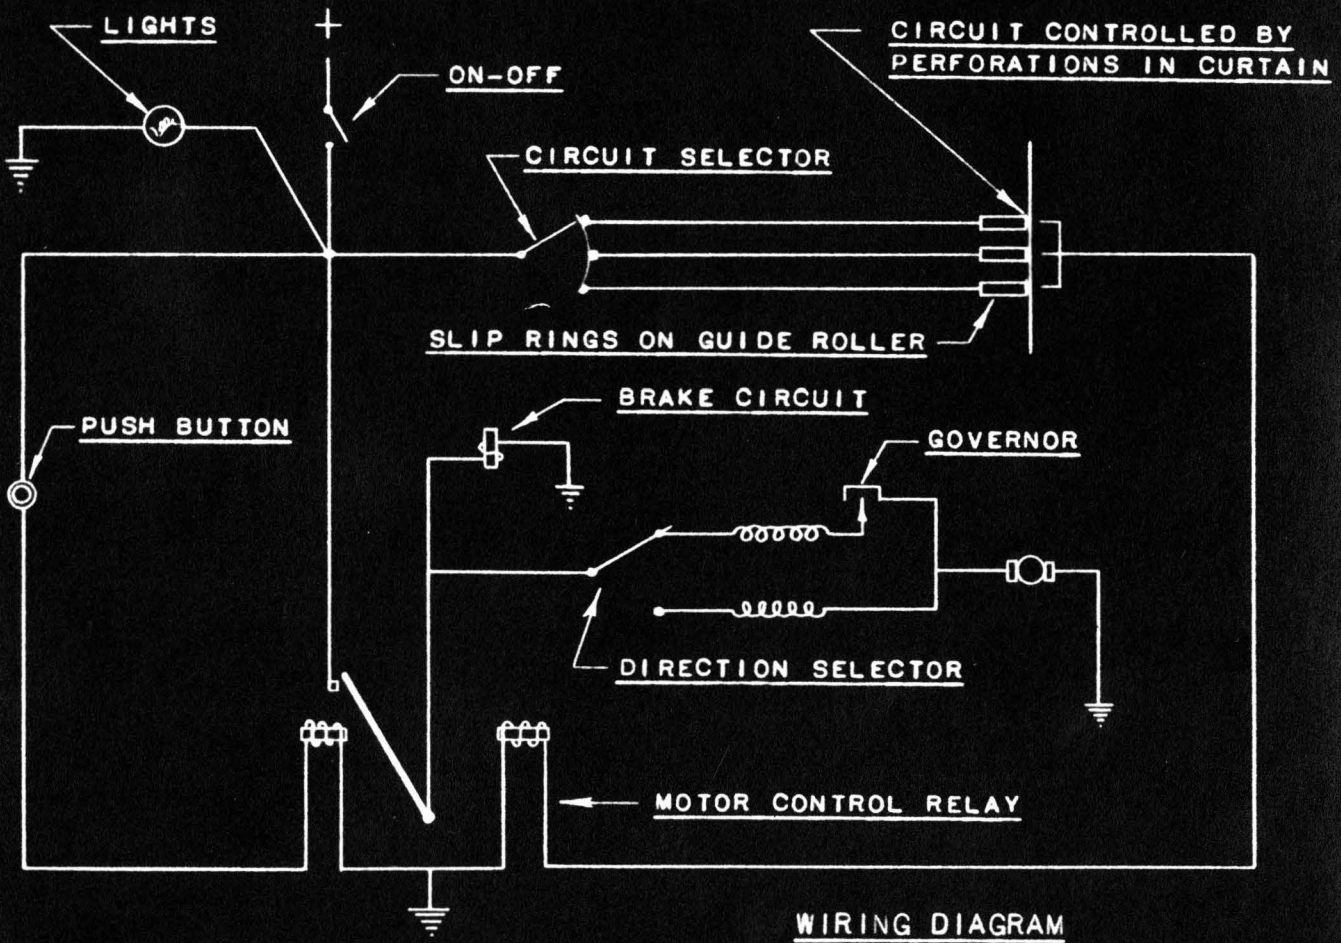 LIGHTS
+
ON-OFF
CIRCUIT CONTROLLED BY
PERFORATIONS IN CURTAIN
CIRCUIT SELECTOR
SLIP RINGS ON GUIDE ROLLER
BRAKE CIRCUIT
PUSH BUTTON
GOVERNOR
DIRECTION SELECTOR
MOTOR CONTROL RELAY
WIRING DIAGRAM